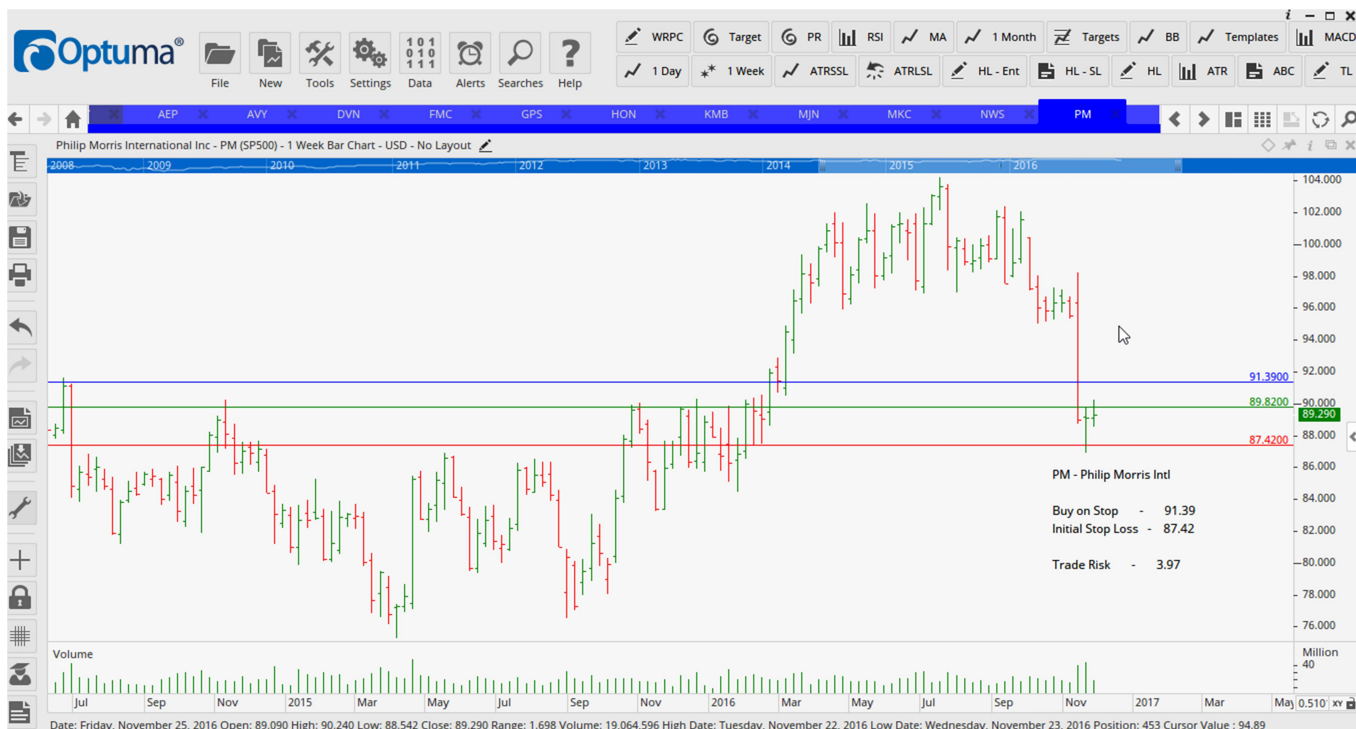 i
Optuma®
File New Tools Settings Data Alerts Searches Help
101
010
111
WRPC Target PR RSI MA 1 Month Targets BB Templates MACD
1 Day 1 Week ATRSSL ATRLSL HL - Ent HL - SL HL ATR ABC TL
AEP AVY DVN FMC GPS HON KMB MJN MKC NWS PM
Philip Morris International Inc - PM (SP500) - 1 Week Bar Chart - USD - No Layout
2008 2009 2010 2011 2012 2013 2014 2015 2016
104.000
102.000
100.000
98.000
96.000
94.000
92.000
91.3900
90.000
89.8200
89.290
88.000
87.4200
86.000
84.000
82.000
80.000
78.000
76.000
PM - Philip Morris Intl
Buy on Stop - 91.39
Initial Stop Loss - 87.42
Trade Risk - 3.97
Volume
Million
40
Jul Sep Nov 2015 Mar May Jul Sep Nov 2016 Mar May Jul Sep Nov 2017 Mar May 0.510 XY
Date: Friday, November 25, 2016 Open: 89.090 High: 90.240 Low: 88.542 Close: 89.290 Range: 1.698 Volume: 19,064,596 High Date: Tuesday, November 22, 2016 Low Date: Wednesday, November 23, 2016 Position: 453 Cursor Value : 94.89